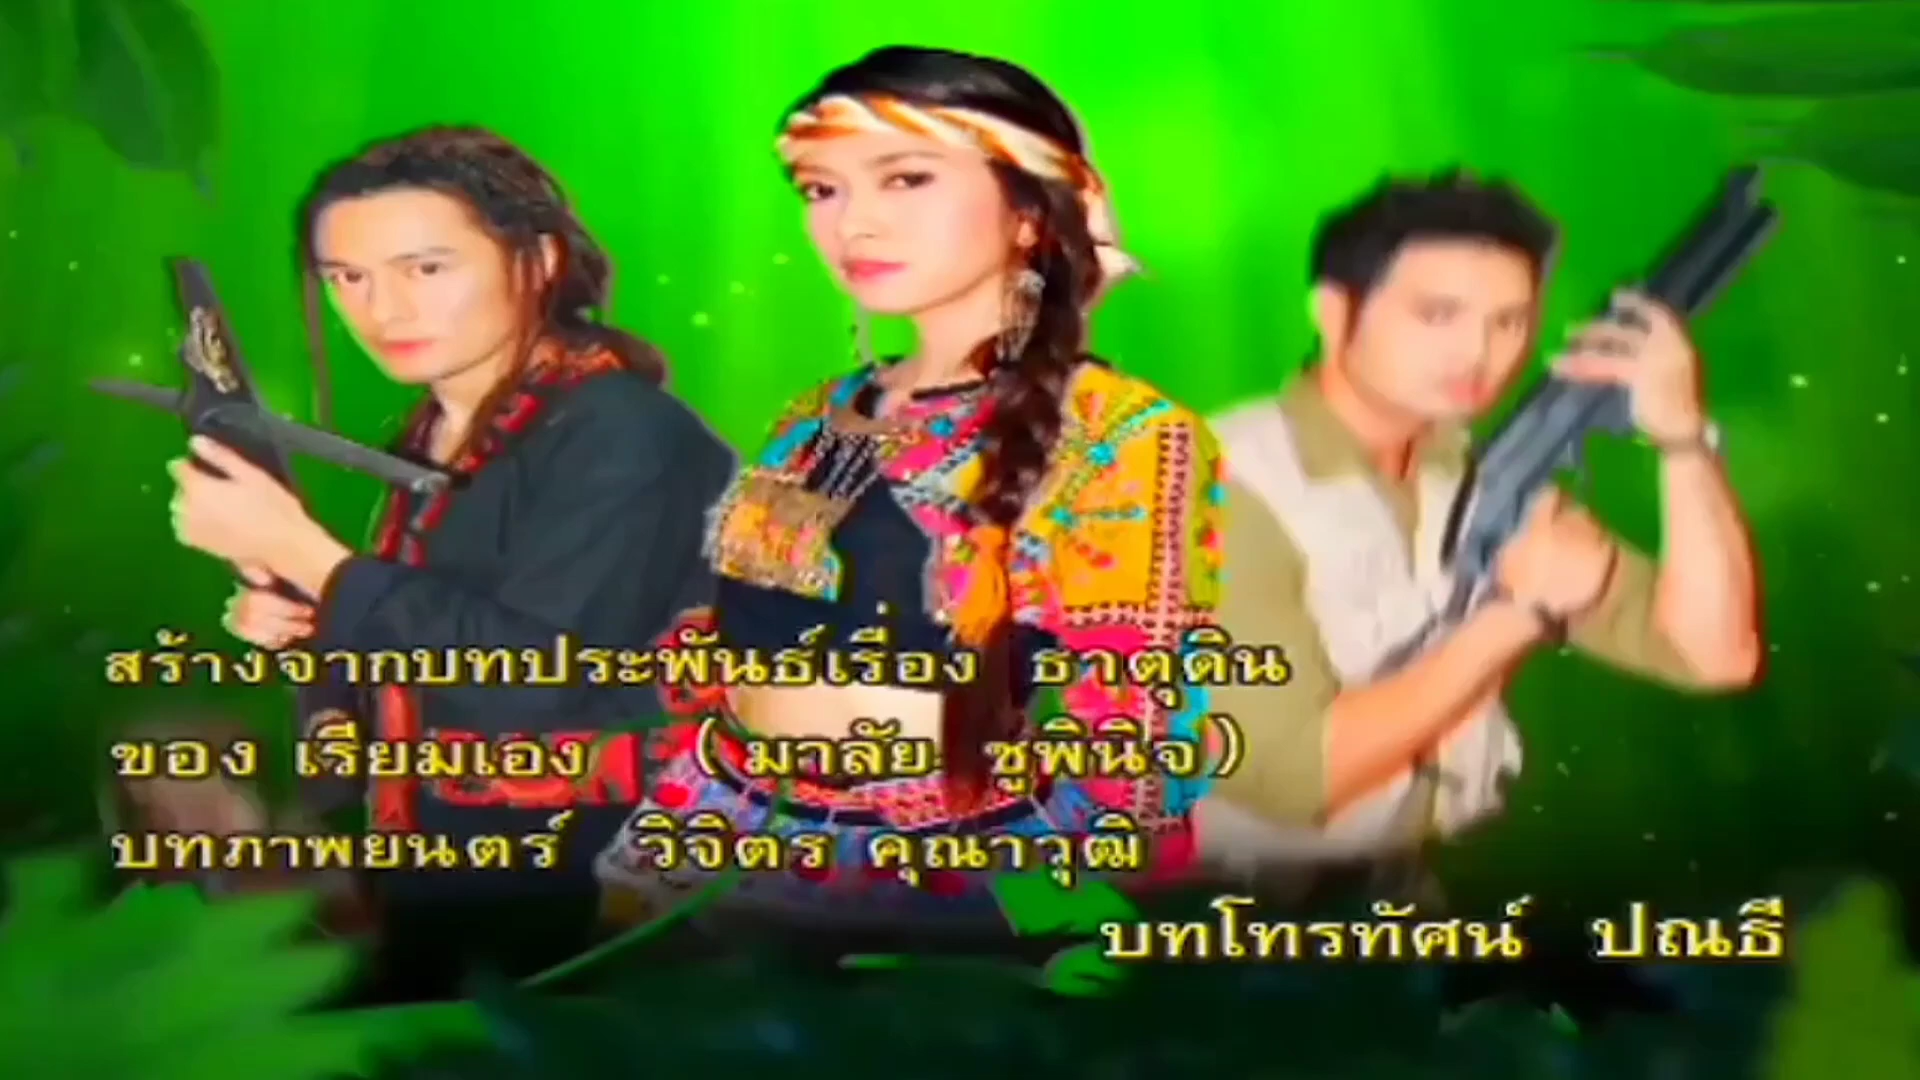 สร้างจากบทประพันธ์เรื่อง ธาตุดิน
ของ เรียมเอง (มาลัย ชูพินิจ)
บทภาพยนตร์ วิจิตร คุณาวุฒิ
บทโทรทัศน์ ปณธี